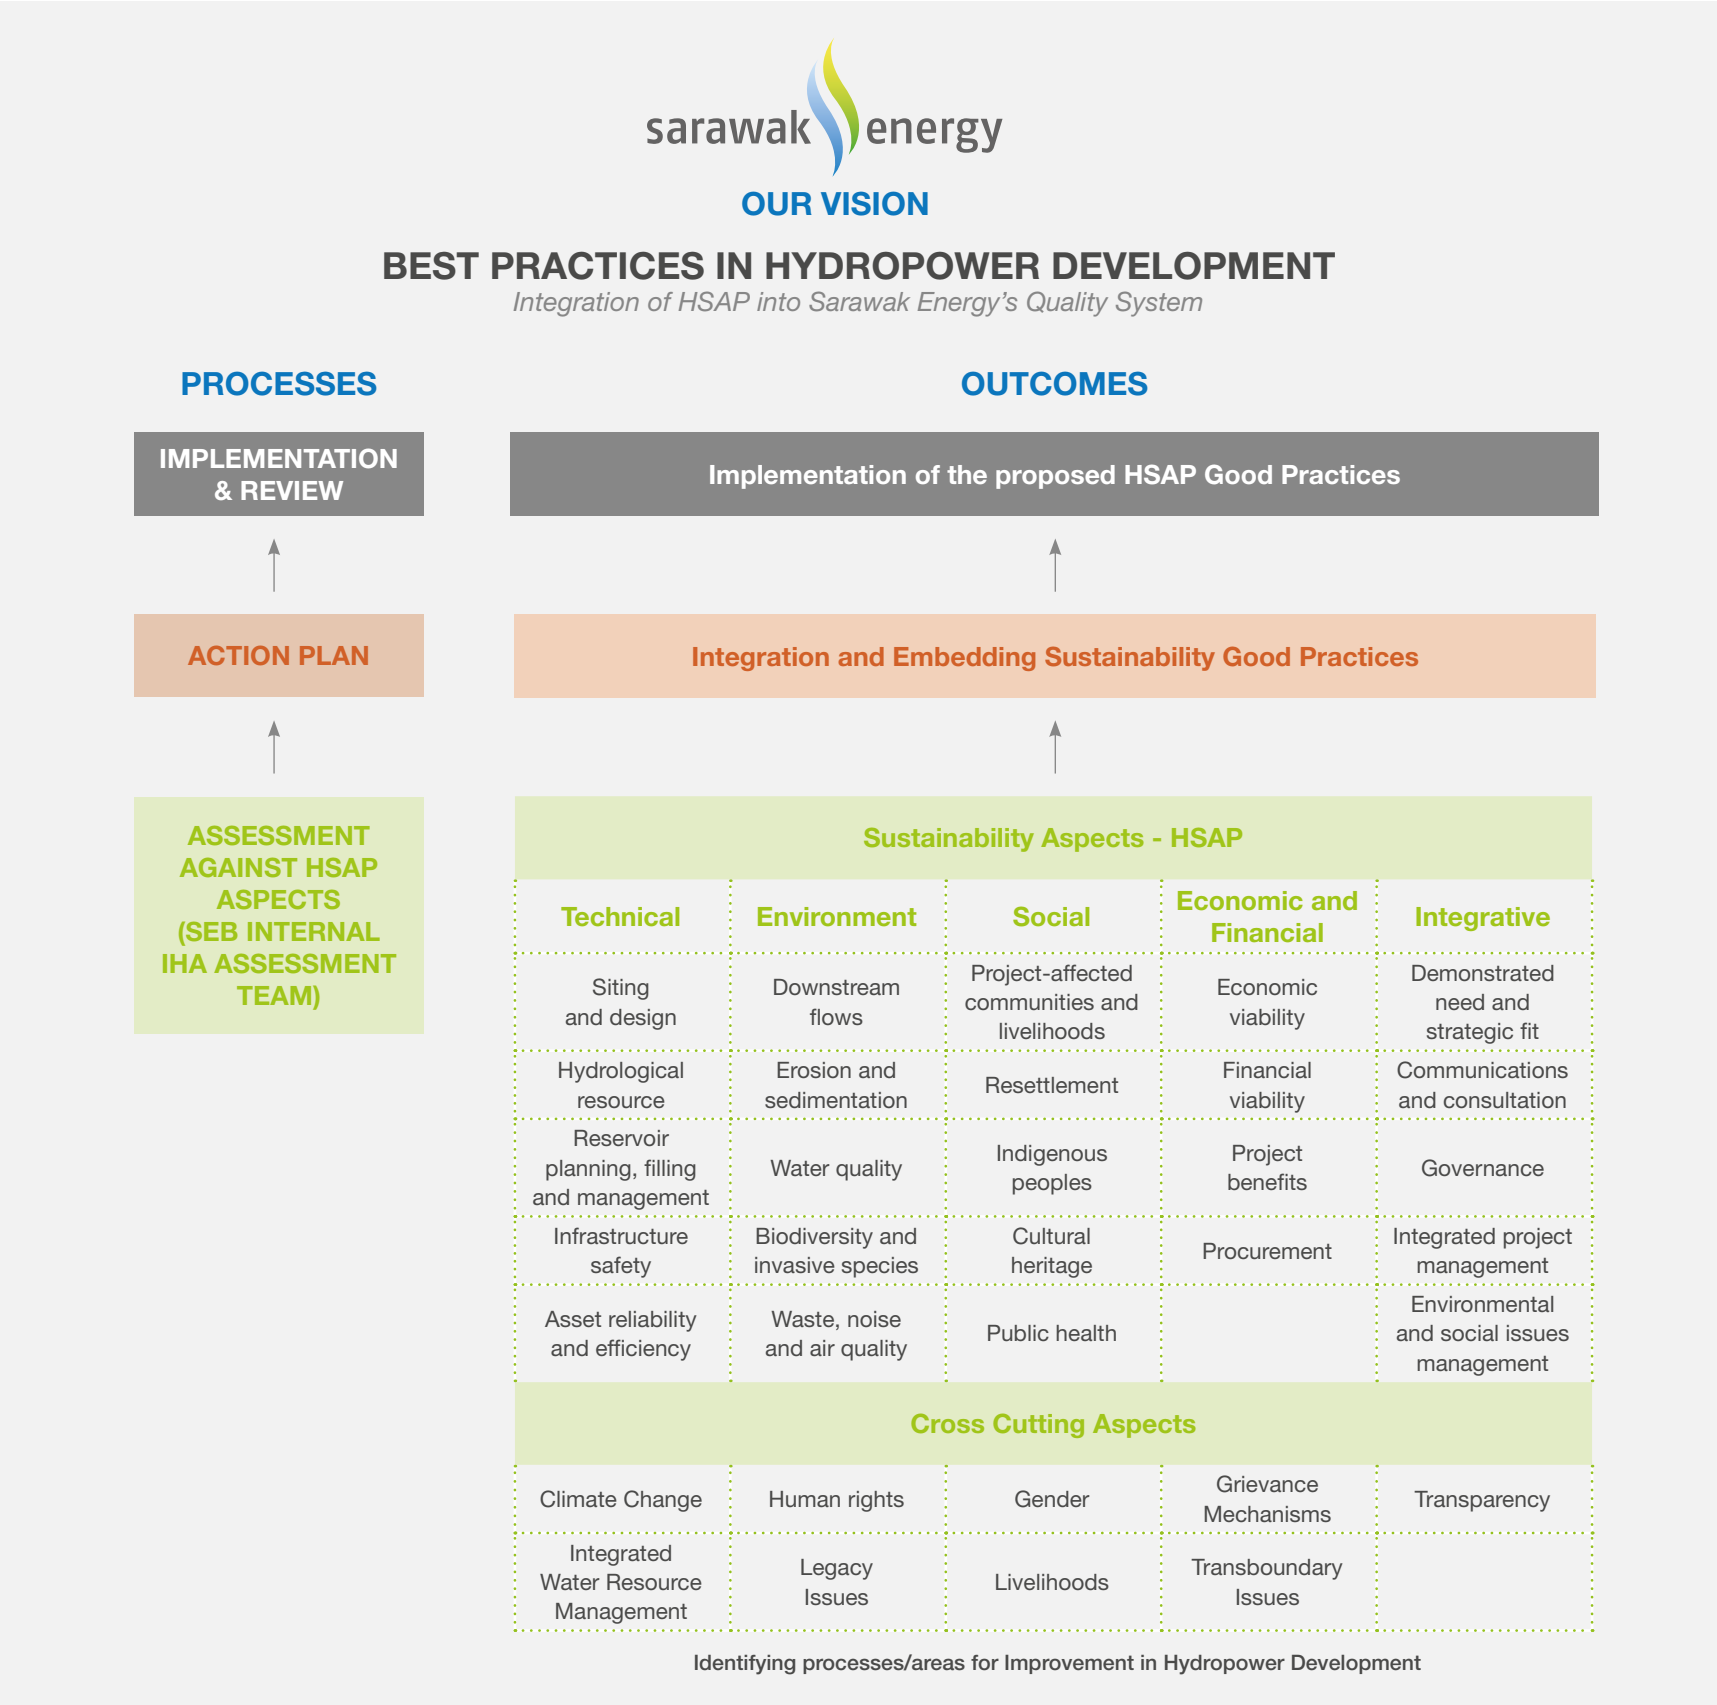 sarawak energy
OUR VISION
BEST PRACTICES IN HYDROPOWER DEVELOPMENT
Integration of HSAP into Sarawak Energy's Quality System
PROCESSES
OUTCOMES
IMPLEMENTATION
& REVIEW
Implementation of the proposed HSAP Good Practices
ACTION PLAN
Integration and Embedding Sustainability Good Practices
ASSESSMENT
AGAINST HSAP
ASPECTS
(SEB INTERNAL
IHA ASSESSMENT
TEAM)
Sustainability Aspects - HSAP
Technical
Environment
Social
Economic and
Financial
Integrative
Siting
and design
Downstream
flows
Project-affected
communities and
livelihoods
Economic
viability
Demonstrated
need and
strategic fit
Hydrological
resource
Erosion and
sedimentation
Resettlement
Financial
viability
Communications
and consultation
Reservoir
planning, filling
and management
Water quality
Indigenous
peoples
Project
benefits
Governance
Infrastructure
safety
Biodiversity and
invasive species
Cultural
heritage
Procurement
Integrated project
management
Asset reliability
and efficiency
Waste, noise
and air quality
Public health
Environmental
and social issues
management
Cross Cutting Aspects
Climate Change
Human rights
Gender
Grievance
Mechanisms
Transparency
Integrated
Water Resource
Management
Legacy
Issues
Livelihoods
Transboundary
Issues
Identifying processes/areas for Improvement in Hydropower Development